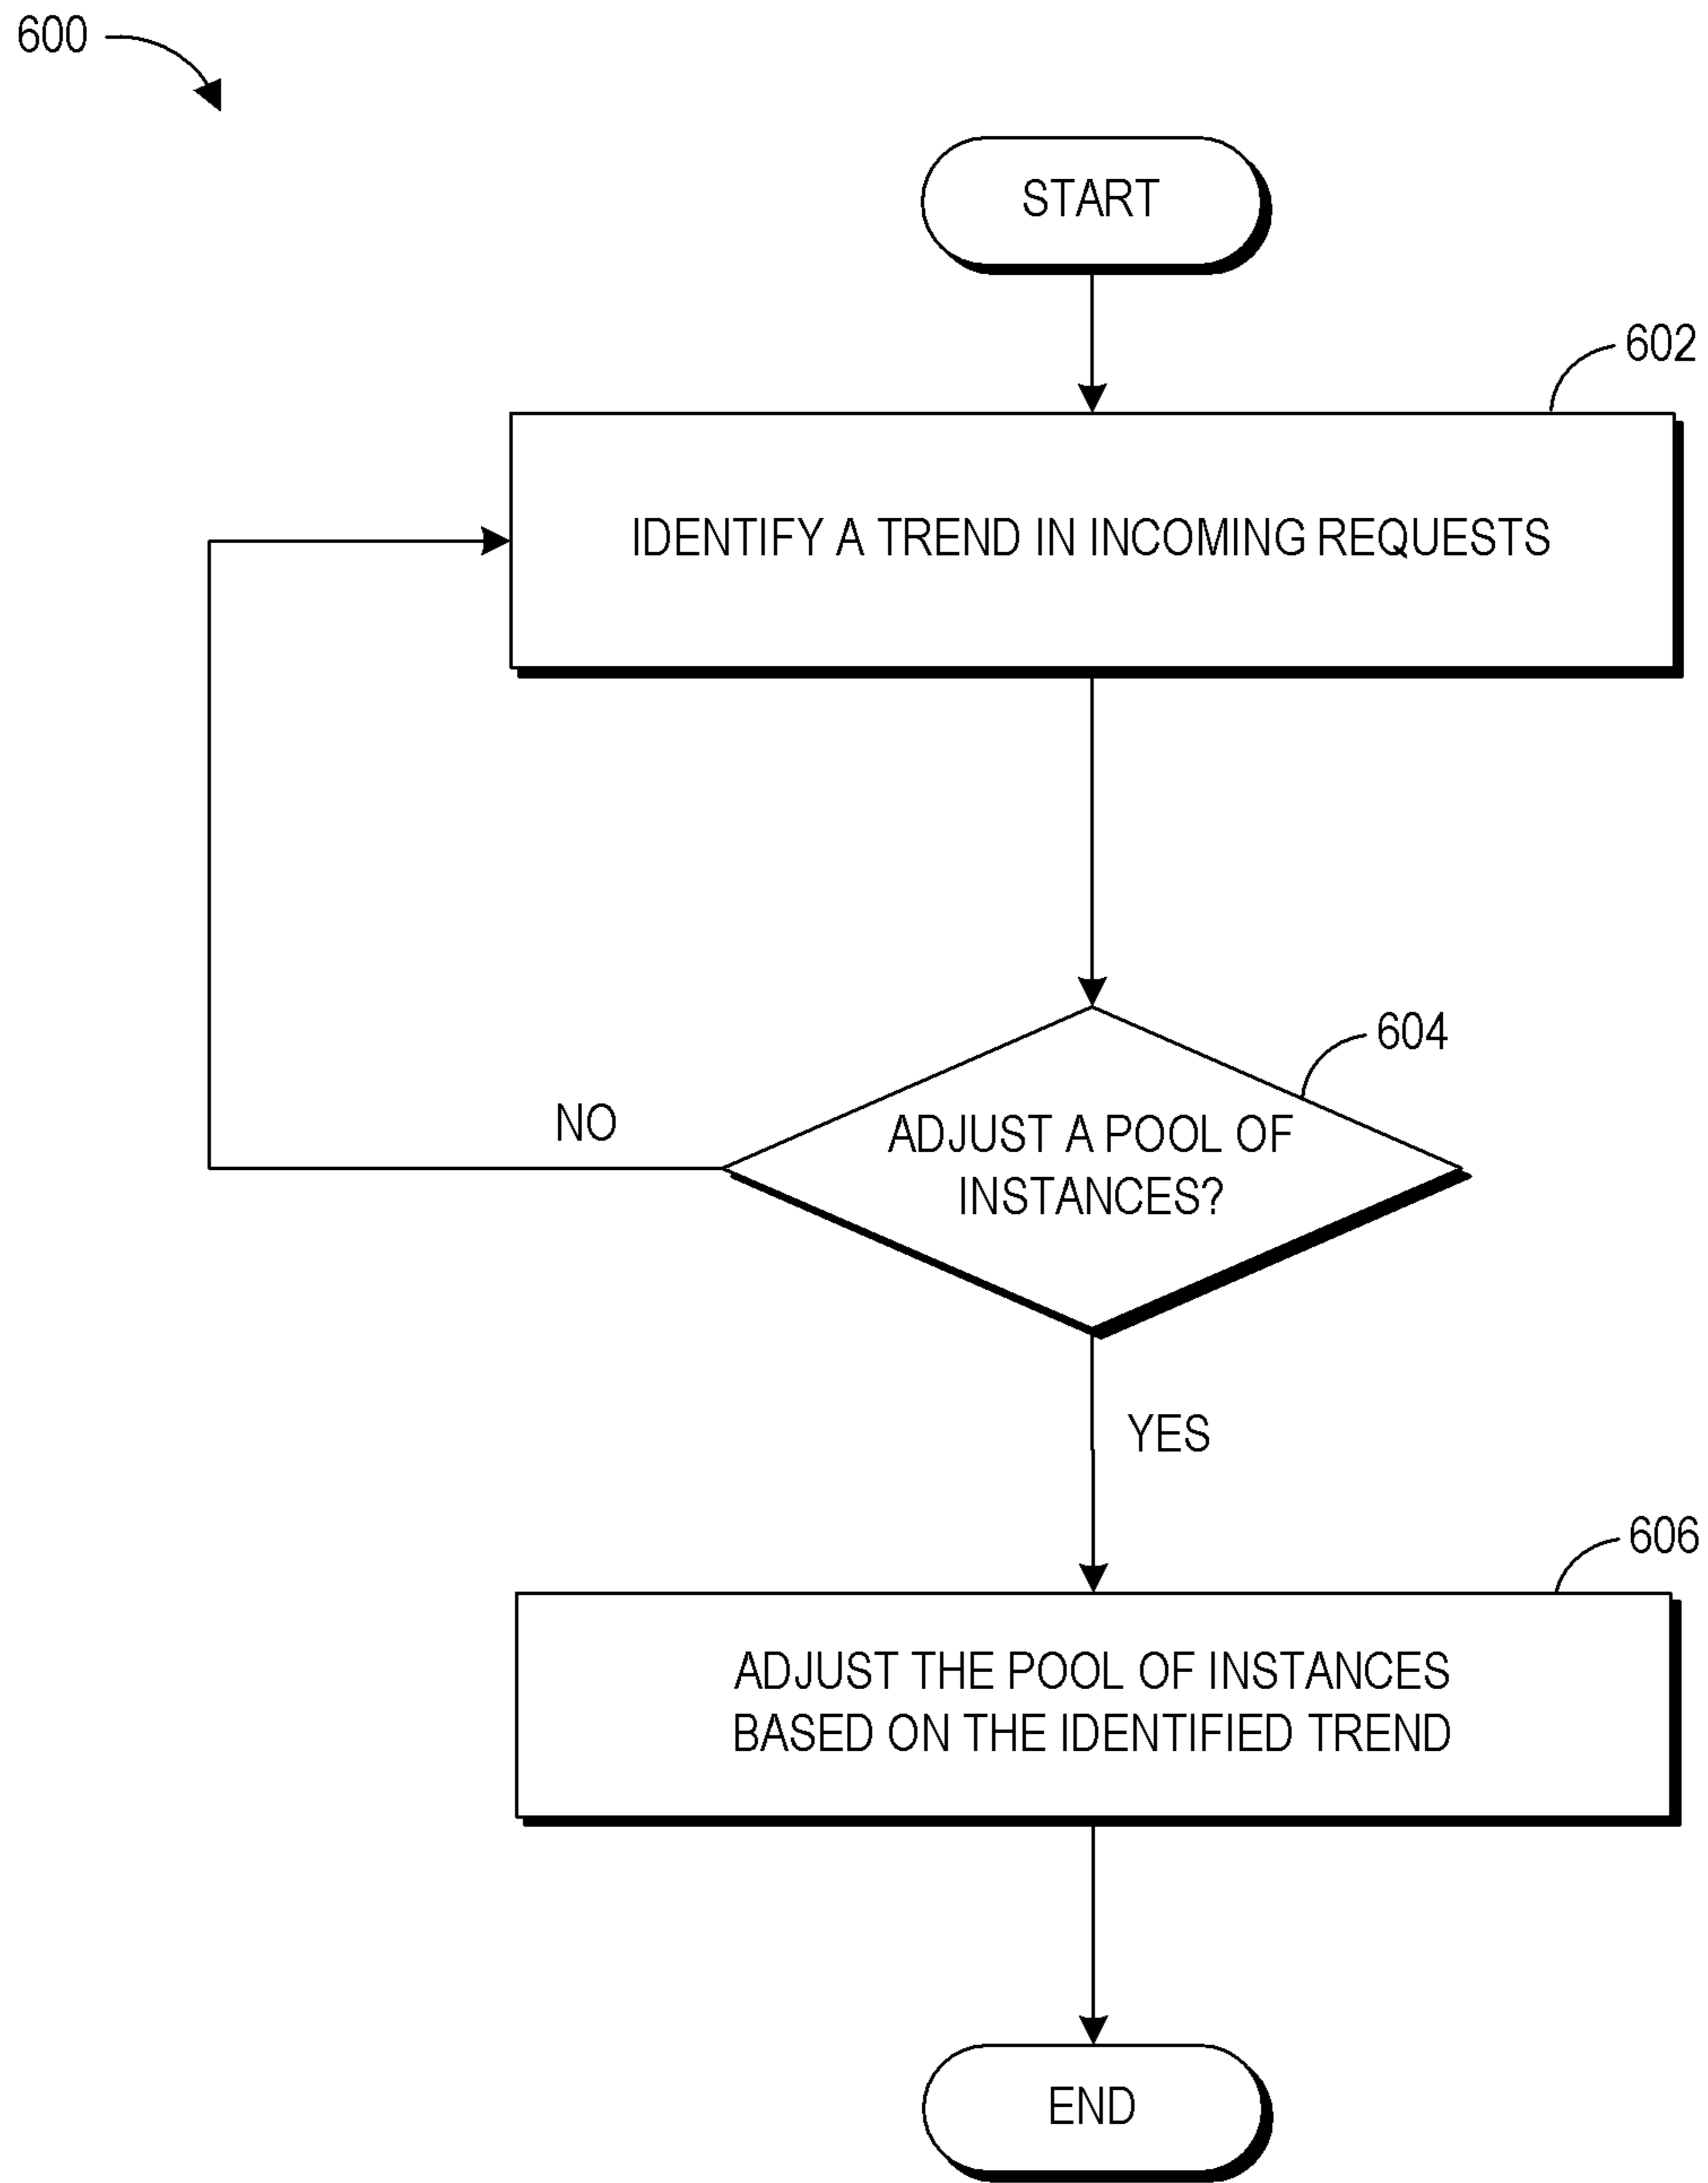 600
START
602
IDENTIFY A TREND IN INCOMING REQUESTS
604
ADJUST A POOL OF
INSTANCES?
NO
YES
606
ADJUST THE POOL OF INSTANCES
BASED ON THE IDENTIFIED TREND
END